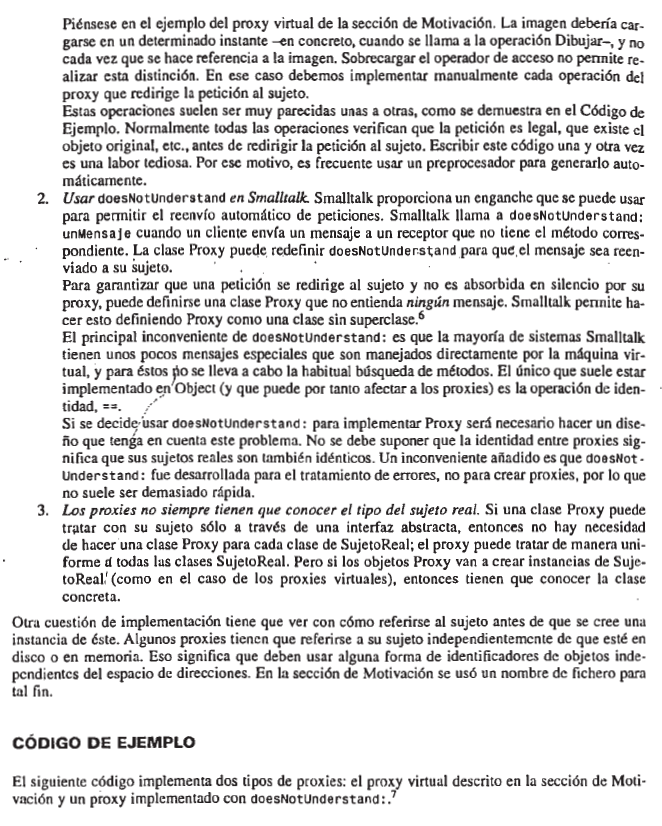 Piénsese en el ejemplo del proxy virtual de la sección de Motivación. La imagen debería car-
garse en un determinado instante —en concreto, cuando se llama a la operación Dibujar—, y no
cada vez que se hace referencia a la imagen. Sobrecargar el operador de acceso no permite re-
alizar esta distinción. En ese caso debemos implementar manualmente cada operación del
proxy que redirige la petición al sujeto.
Estas operaciones suelen ser muy parecidas unas a otras, como se demuestra en el Código de
Ejemplo. Normalmente todas las operaciones verifican que la petición es legal, que existe el
objeto original, etc., antes de redirigir la petición al sujeto. Escribir este código una y otra vez
es una labor tediosa. Por ese motivo, es frecuente usar un preprocesador para generarlo auto-
máticamente.
2. Usar doesNotUnderstand en Smalltalk. Smalltalk proporciona un enganche que se puede usar
para permitir el reenvío automático de peticiones. Smalltalk llama a doesNotUnderstand:
unMensaje cuando un cliente envía un mensaje a un receptor que no tiene el método corres-
pondiente. La clase Proxy puede redefinir doesNotUnderstand para que el mensaje sea reen-
viado a su sujeto.
Para garantizar que una petición se redirige al sujeto y no es absorbida en silencio por su
proxy, puede definirse una clase Proxy que no entienda ningún mensaje. Smalltalk permite ha-
cer esto definiendo Proxy como una clase sin superclase.6
El principal inconveniente de doesNotUnderstand: es que la mayoría de sistemas Smalltalk
tienen unos pocos mensajes especiales que son manejados directamente por la máquina vir-
tual, y para éstos no se lleva a cabo la habitual búsqueda de métodos. El único que suele estar
implementado en Object (y que puede por tanto afectar a los proxies) es la operación de iden-
tidad, ==.
Si se decide usar doesNotUnderstand: para implementar Proxy será necesario hacer un dise-
ño que tenga en cuenta este problema. No se debe suponer que la identidad entre proxies sig-
nifica que sus sujetos reales son también idénticos. Un inconveniente añadido es que doesNot-
Understand: fue desarrollada para el tratamiento de errores, no para crear proxies, por lo que
no suele ser demasiado rápida.
3. Los proxies no siempre tienen que conocer el tipo del sujeto real. Si una clase Proxy puede
tratar con su sujeto sólo a través de una interfaz abstracta, entonces no hay necesidad
de hacer una clase Proxy para cada clase de SujetoReal; el proxy puede tratar de manera uni-
forme a todas las clases SujetoReal. Pero si los objetos Proxy van a crear instancias de Suje-
toReal (como en el caso de los proxies virtuales), entonces tienen que conocer la clase
concreta.
Otra cuestión de implementación tiene que ver con cómo referirse al sujeto antes de que se cree una
instancia de éste. Algunos proxies tienen que referirse a su sujeto independientemente de que esté en
disco o en memoria. Eso significa que deben usar alguna forma de identificadores de objetos inde-
pendientes del espacio de direcciones. En la sección de Motivación se usó un nombre de fichero para
tal fin.
CÓDIGO DE EJEMPLO
El siguiente código implementa dos tipos de proxies: el proxy virtual descrito en la sección de Moti-
vación y un proxy implementado con doesNotUnderstand:.7